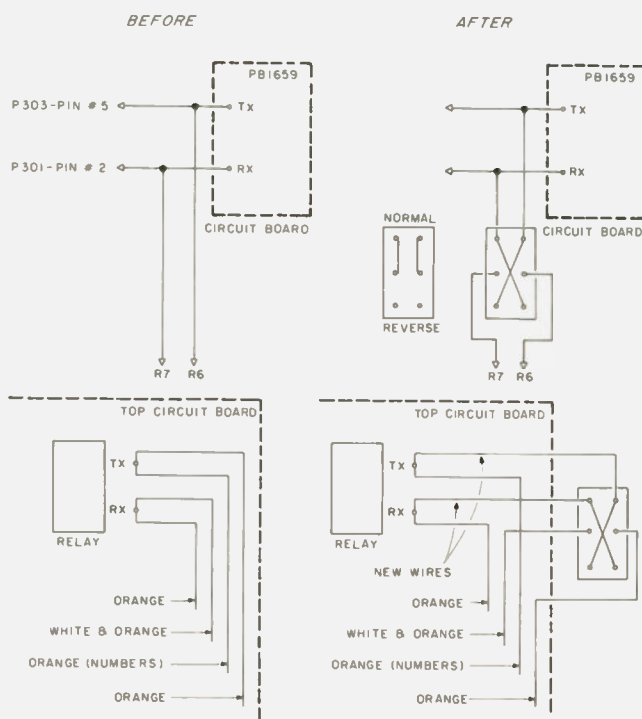 BEFORE
AFTER
PB1659
P303-PIN #5
TX
P301-PIN #2
RX
CIRCUIT BOARD
R7
R6
PB1659
TX
RX
NORMAL
CIRCUIT BOARD
REVERSE
R7
R6
TOP CIRCUIT BOARD
TX
RX
RELAY
ORANGE
WHITE & ORANGE
ORANGE (NUMBERS)
ORANGE
TOP CIRCUIT BOARD
TX
RX
RELAY
NEW WIRES
ORANGE
WHITE & ORANGE
ORANGE (NUMBERS)
ORANGE